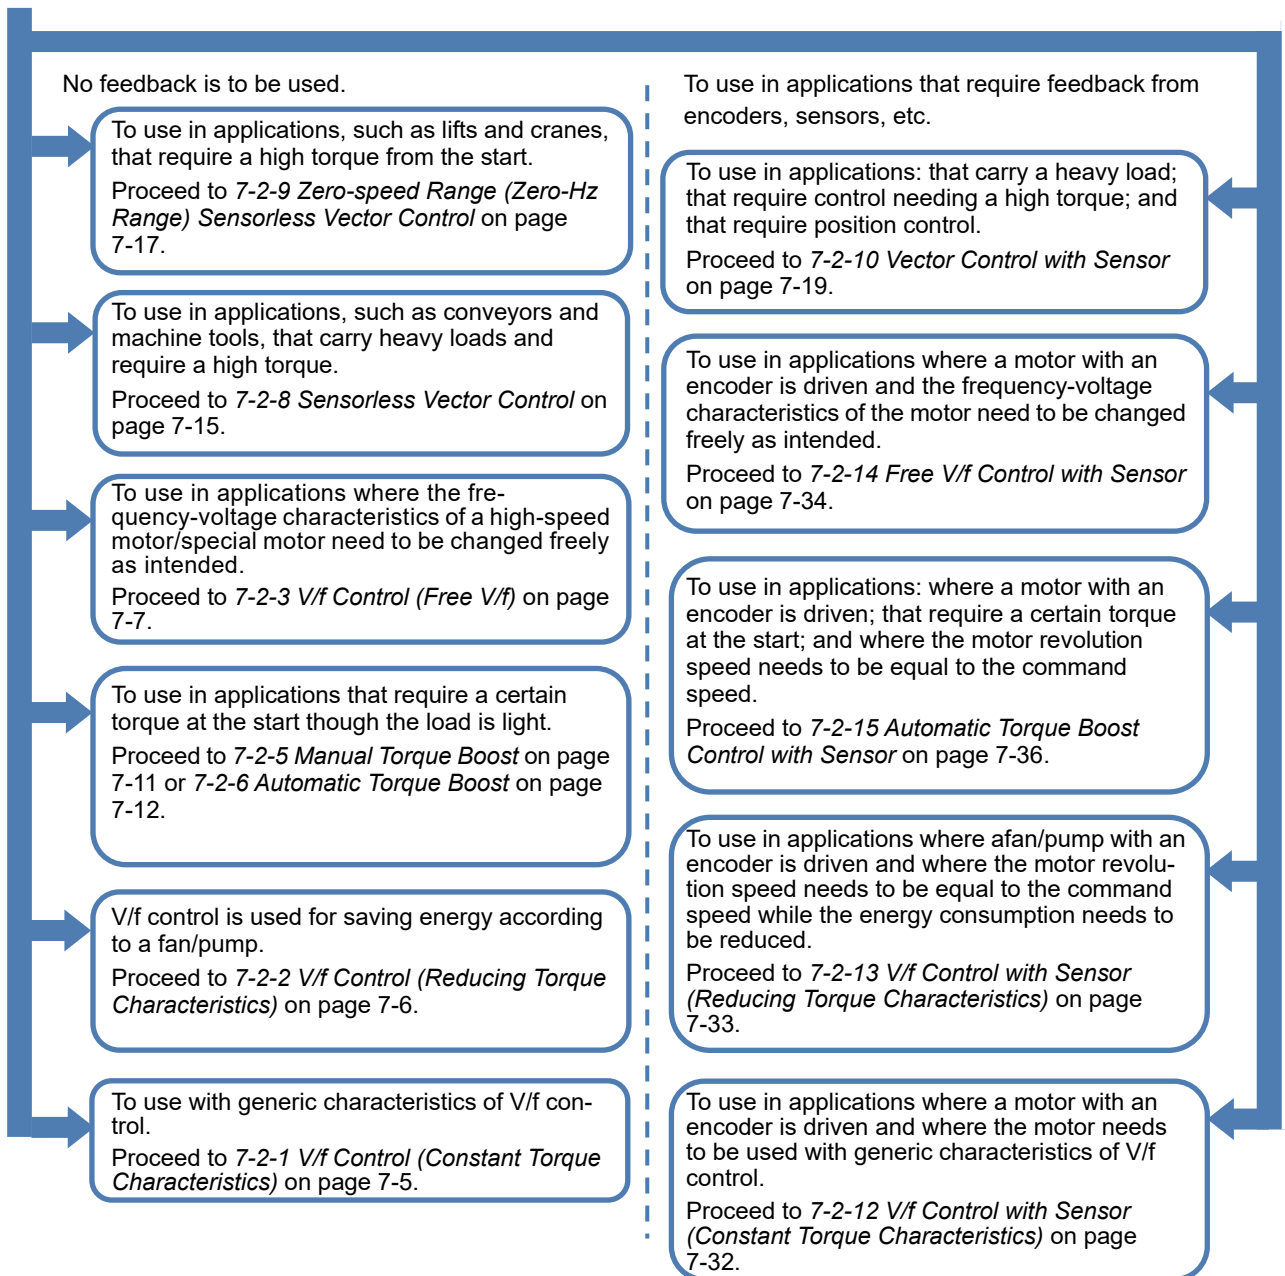 No feedback is to be used.
To use in applications, such as lifts and cranes,
that require a high torque from the start.
Proceed to 7-2-9 Zero-speed Range (Zero-Hz
Range) Sensorless Vector Control on page
7-17.
To use in applications, such as conveyors and
machine tools, that carry heavy loads and
require a high torque.
Proceed to 7-2-8 Sensorless Vector Control on
page 7-15.
To use in applications where the fre-
quency-voltage characteristics of a high-speed
motor/special motor need to be changed freely
as intended.
Proceed to 7-2-3 V/f Control (Free V/f) on page
7-7.
To use in applications that require a certain
torque at the start though the load is light.
Proceed to 7-2-5 Manual Torque Boost on page
7-11 or 7-2-6 Automatic Torque Boost on page
7-12.
V/f control is used for saving energy according
to a fan/pump.
Proceed to 7-2-2 V/f Control (Reducing Torque
Characteristics) on page 7-6.
To use with generic characteristics of V/f con-
trol.
Proceed to 7-2-1 V/f Control (Constant Torque
Characteristics) on page 7-5.
To use in applications that require feedback from
encoders, sensors, etc.
To use in applications: that carry a heavy load;
that require control needing a high torque; and
that require position control.
Proceed to 7-2-10 Vector Control with Sensor
on page 7-19.
To use in applications where a motor with an
encoder is driven and the frequency-voltage
characteristics of the motor need to be changed
freely as intended.
Proceed to 7-2-14 Free V/f Control with Sensor
on page 7-34.
To use in applications: where a motor with an
encoder is driven; that require a certain torque
at the start; and where the motor revolution
speed needs to be equal to the command
speed.
Proceed to 7-2-15 Automatic Torque Boost
Control with Sensor on page 7-36.
To use in applications where afan/pump with an
encoder is driven and where the motor revolu-
tion speed needs to be equal to the command
speed while the energy consumption needs to
be reduced.
Proceed to 7-2-13 V/f Control with Sensor
(Reducing Torque Characteristics) on page
7-33.
To use in applications where a motor with an
encoder is driven and where the motor needs
to be used with generic characteristics of V/f
control.
Proceed to 7-2-12 V/f Control with Sensor
(Constant Torque Characteristics) on page
7-32.